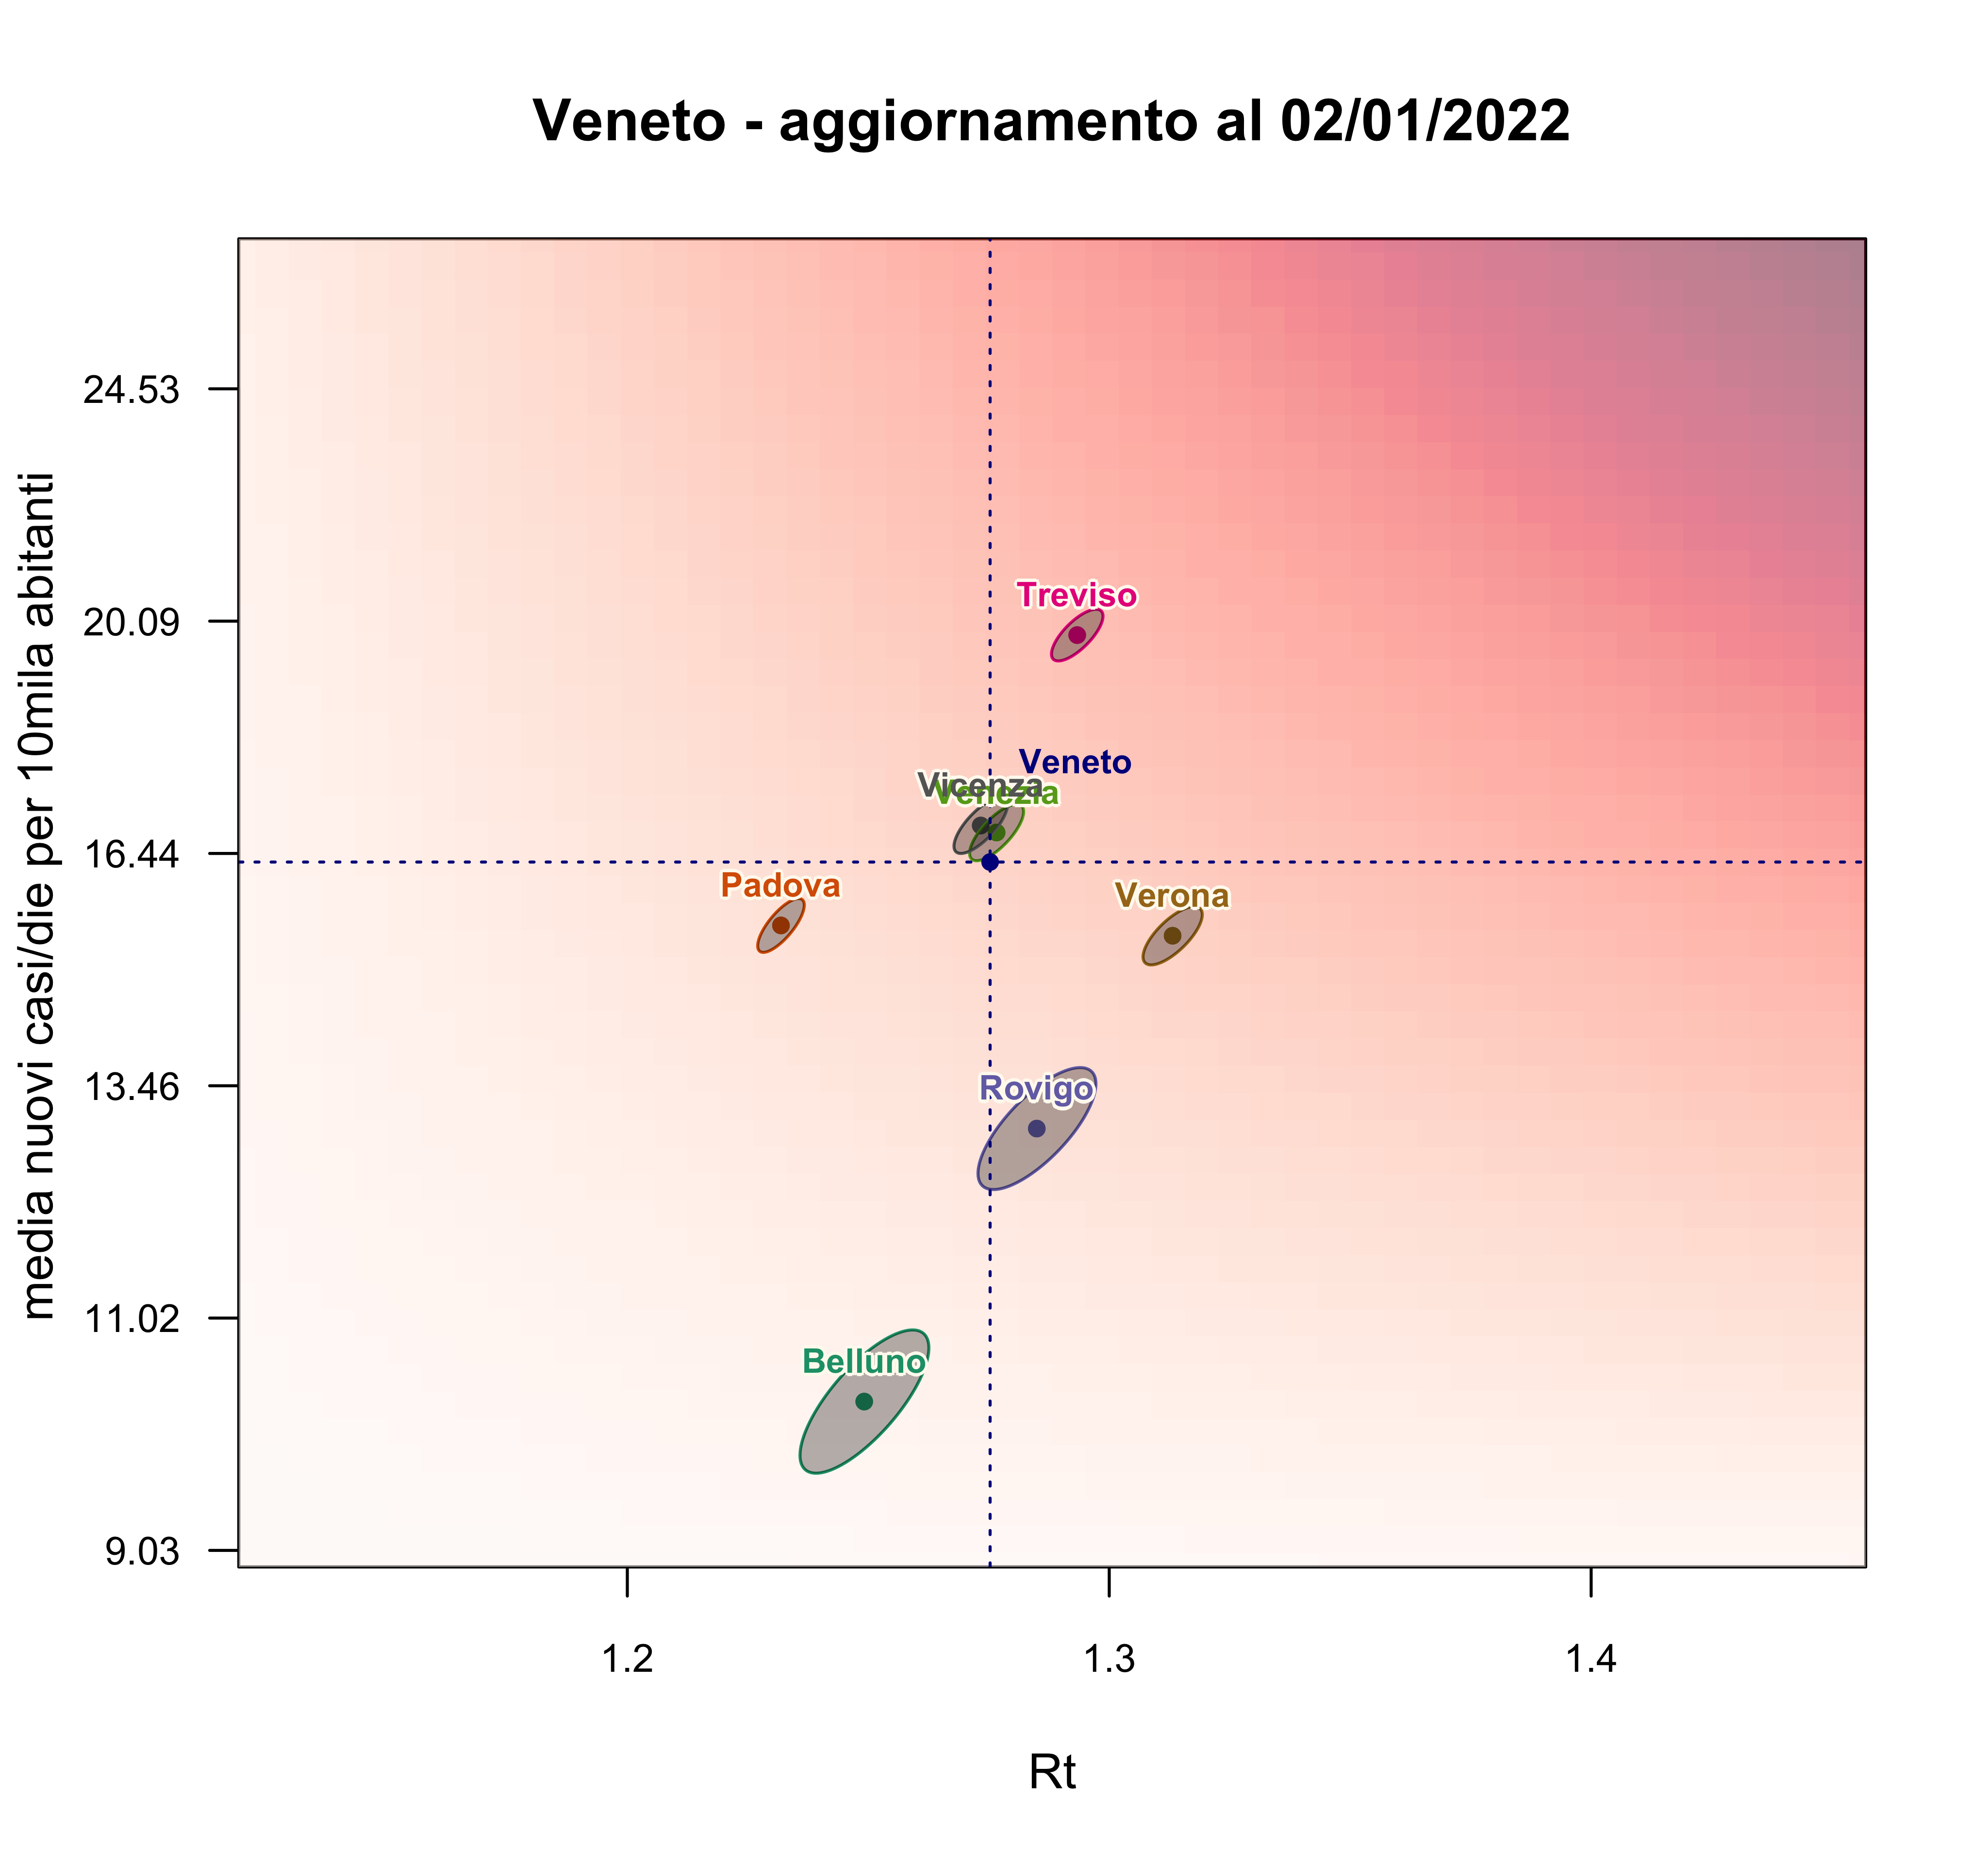 Veneto - aggiornamento al 02/01/2022
media nuovi casi/die per 10mila abitanti
24.53
20.09
16.44
13.46
11.02
9.03
Treviso
Veneto
Vicenza
Venezia
Padova
Verona
Rovigo
Belluno
1.2
1.3
1.4
Rt